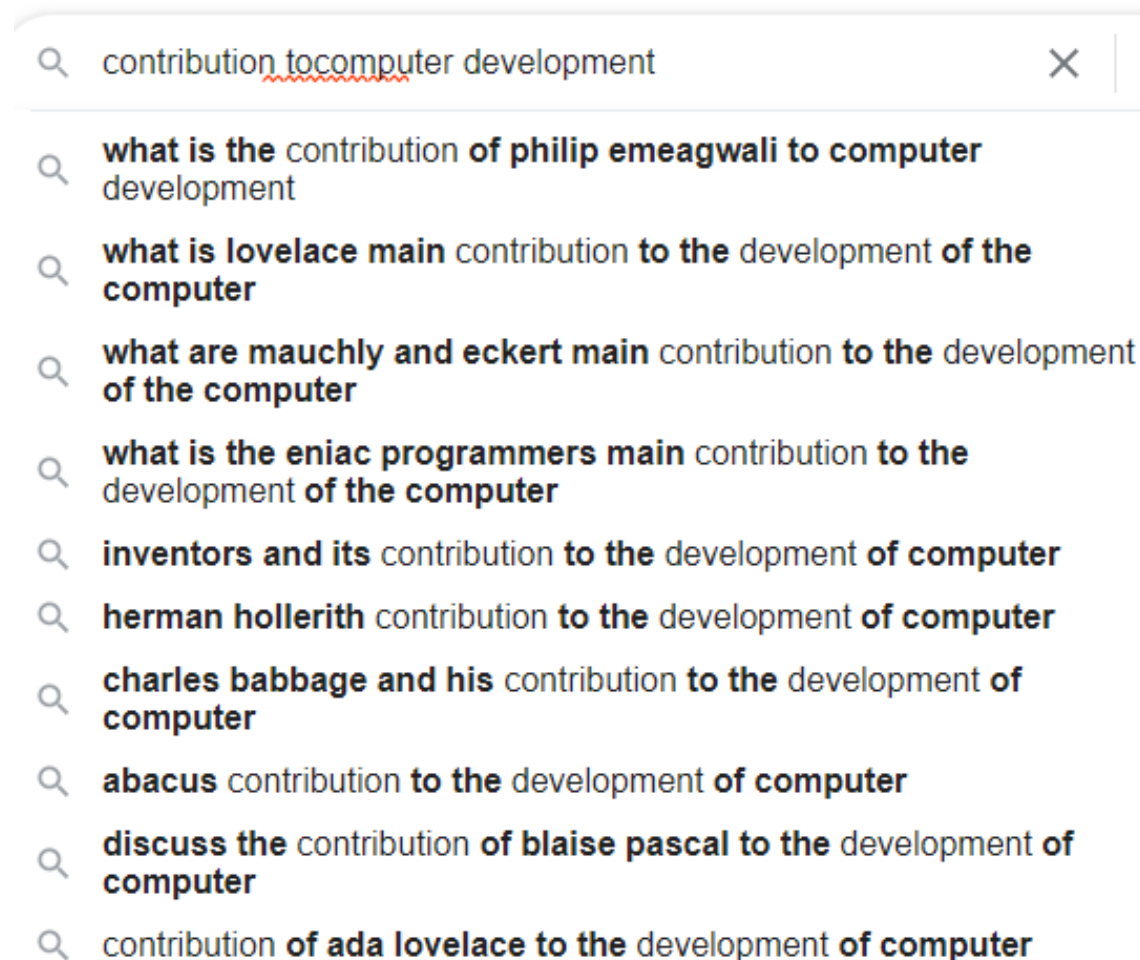 contribution tocomputer development
what is the contribution of philip emeagwali to computer
development
what is lovelace main contribution to the development of the
computer
what are mauchly and eckert main contribution to the development
of the computer
what is the eniac programmers main contribution to the
development of the computer
inventors and its contribution to the development of computer
herman hollerith contribution to the development of computer
charles babbage and his contribution to the development of
computer
abacus contribution to the development of computer
discuss the contribution of blaise pascal to the development of
computer
contribution of ada lovelace to the development of computer